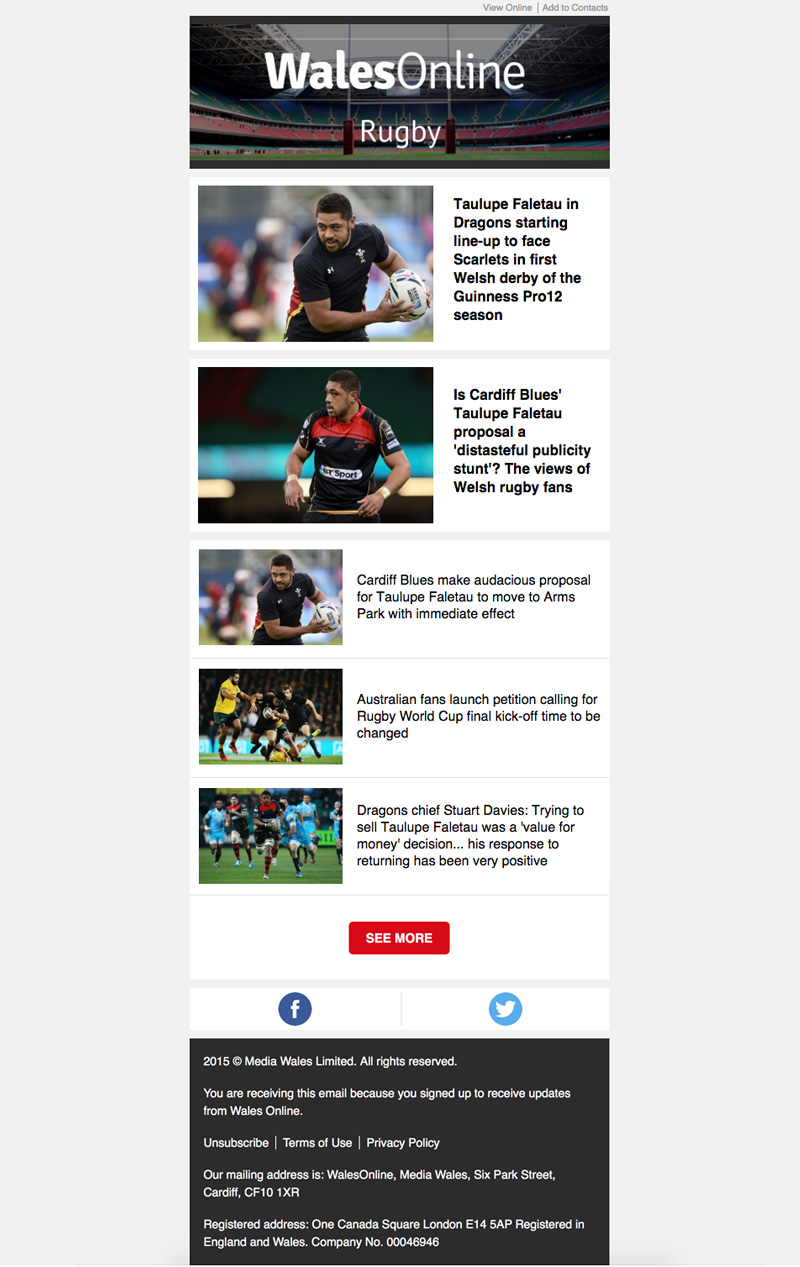 View Online | Add to Contacts
WalesOnline
Rugby
Taulupe Faletau in
Dragons starting
line-up to face
Scarlets in first
Welsh derby of the
Guinness Pro12
season
Is Cardiff Blues'
Taulupe Faletau
proposal a
'distasteful publicity
stunt'? The views of
Welsh rugby fans
BT Sport
Cardiff Blues make audacious proposal
for Taulupe Faletau to move to Arms
Park with immediate effect
Australian fans launch petition calling for
Rugby World Cup final kick-off time to be
changed
Dragons chief Stuart Davies: Trying to
sell Taulupe Faletau was a 'value for
money' decision... his response to
returning has been very positive
SEE MORE
2015 © Media Wales Limited. All rights reserved.
You are receiving this email because you signed up to receive updates
from Wales Online.
Unsubscribe | Terms of Use | Privacy Policy
Our mailing address is: WalesOnline, Media Wales, Six Park Street,
Cardiff, CF10 1XR
Registered address: One Canada Square London E14 5AP Registered in
England and Wales. Company No. 00046946